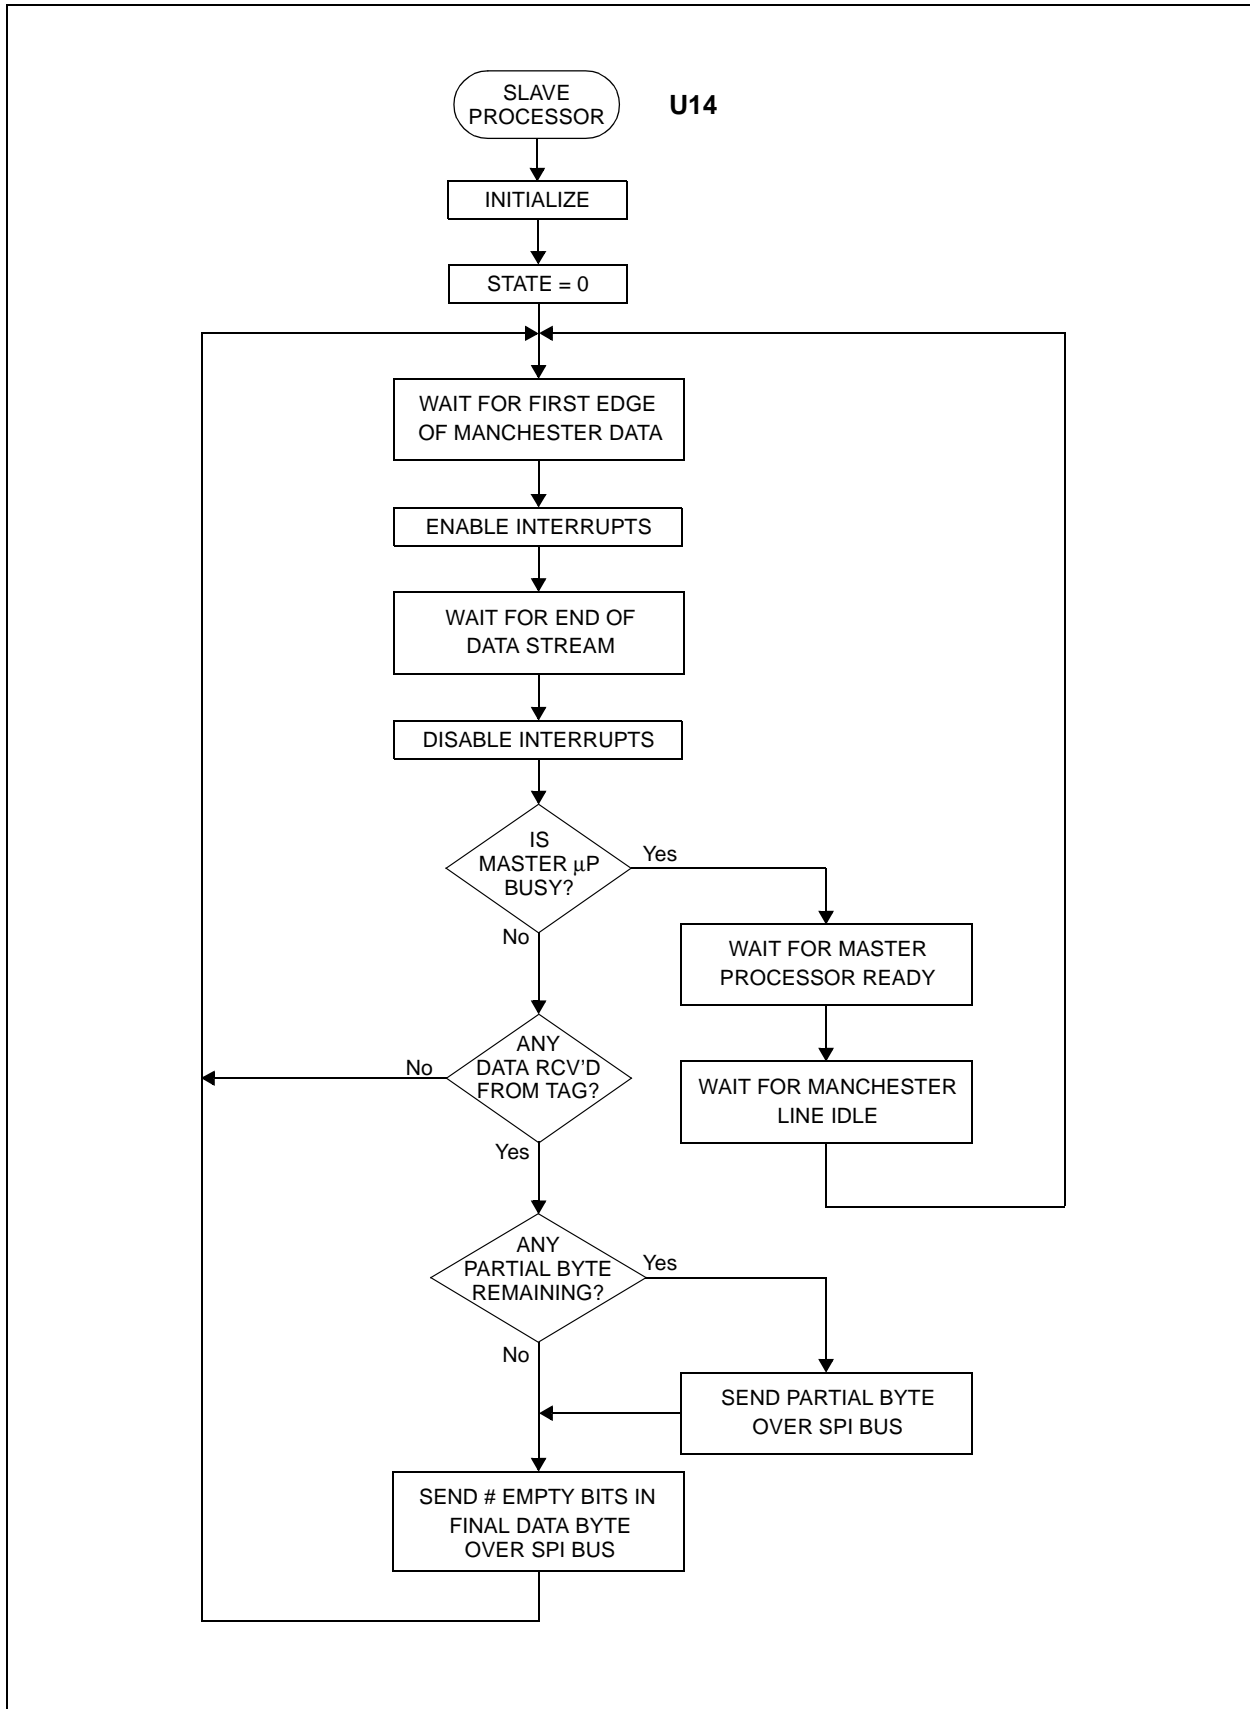 SLAVE
PROCESSOR
U14
INITIALIZE
STATE = 0
WAIT FOR FIRST EDGE
OF MANCHESTER DATA
ENABLE INTERRUPTS
WAIT FOR END OF
DATA STREAM
DISABLE INTERRUPTS
IS
MASTER μP
BUSY?
Yes
No
WAIT FOR MASTER
PROCESSOR READY
ANY
DATA RCV'D
FROM TAG?
No
Yes
WAIT FOR MANCHESTER
LINE IDLE
ANY
PARTIAL BYTE
REMAINING?
Yes
No
SEND PARTIAL BYTE
OVER SPI BUS
SEND # EMPTY BITS IN
FINAL DATA BYTE
OVER SPI BUS